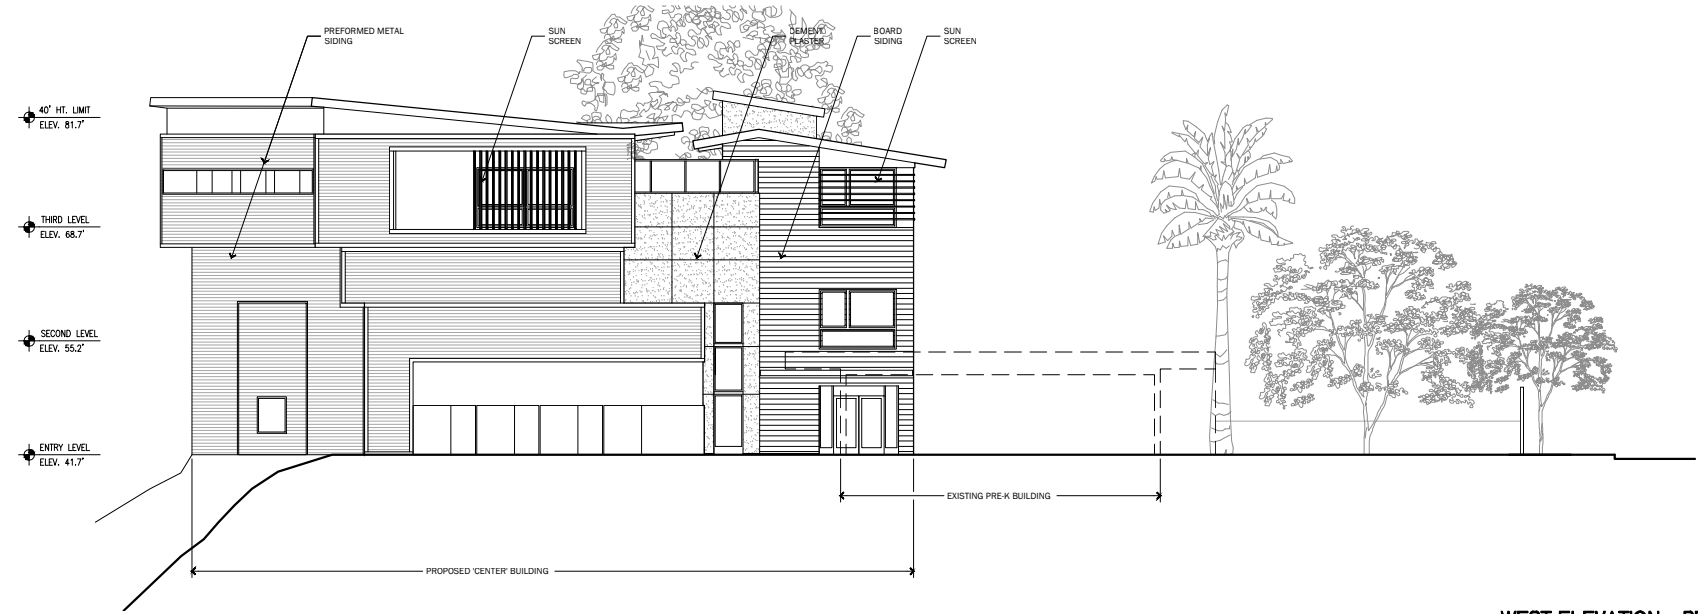 PREFORMED METAL
SIDING
SUN
SCREEN
CEMENT
PLASTER
BOARD
SIDING
SUN
SCREEN
40' HT. LIMIT
ELEV. 81.7'
THIRD LEVEL
ELEV. 68.7'
SECOND LEVEL
ELEV. 55.2'
ENTRY LEVEL
ELEV. 41.7'
EXISTING PRE-K BUILDING
PROPOSED 'CENTER' BUILDING
WEST ELEVATION